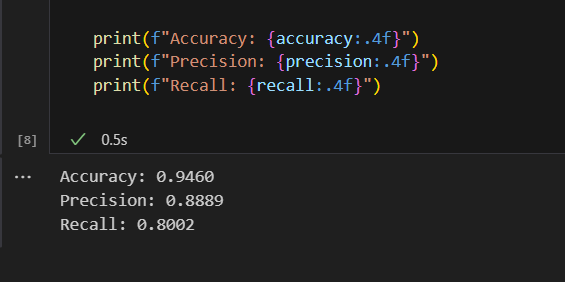 print(f"Accuracy: {accuracy:.4f}")
print(f"Precision: {precision:.4f}")
print(f"Recall: {recall:.4f}")
[8] ✓ 0.5s
... Accuracy: 0.9460
Precision: 0.8889
Recall: 0.8002